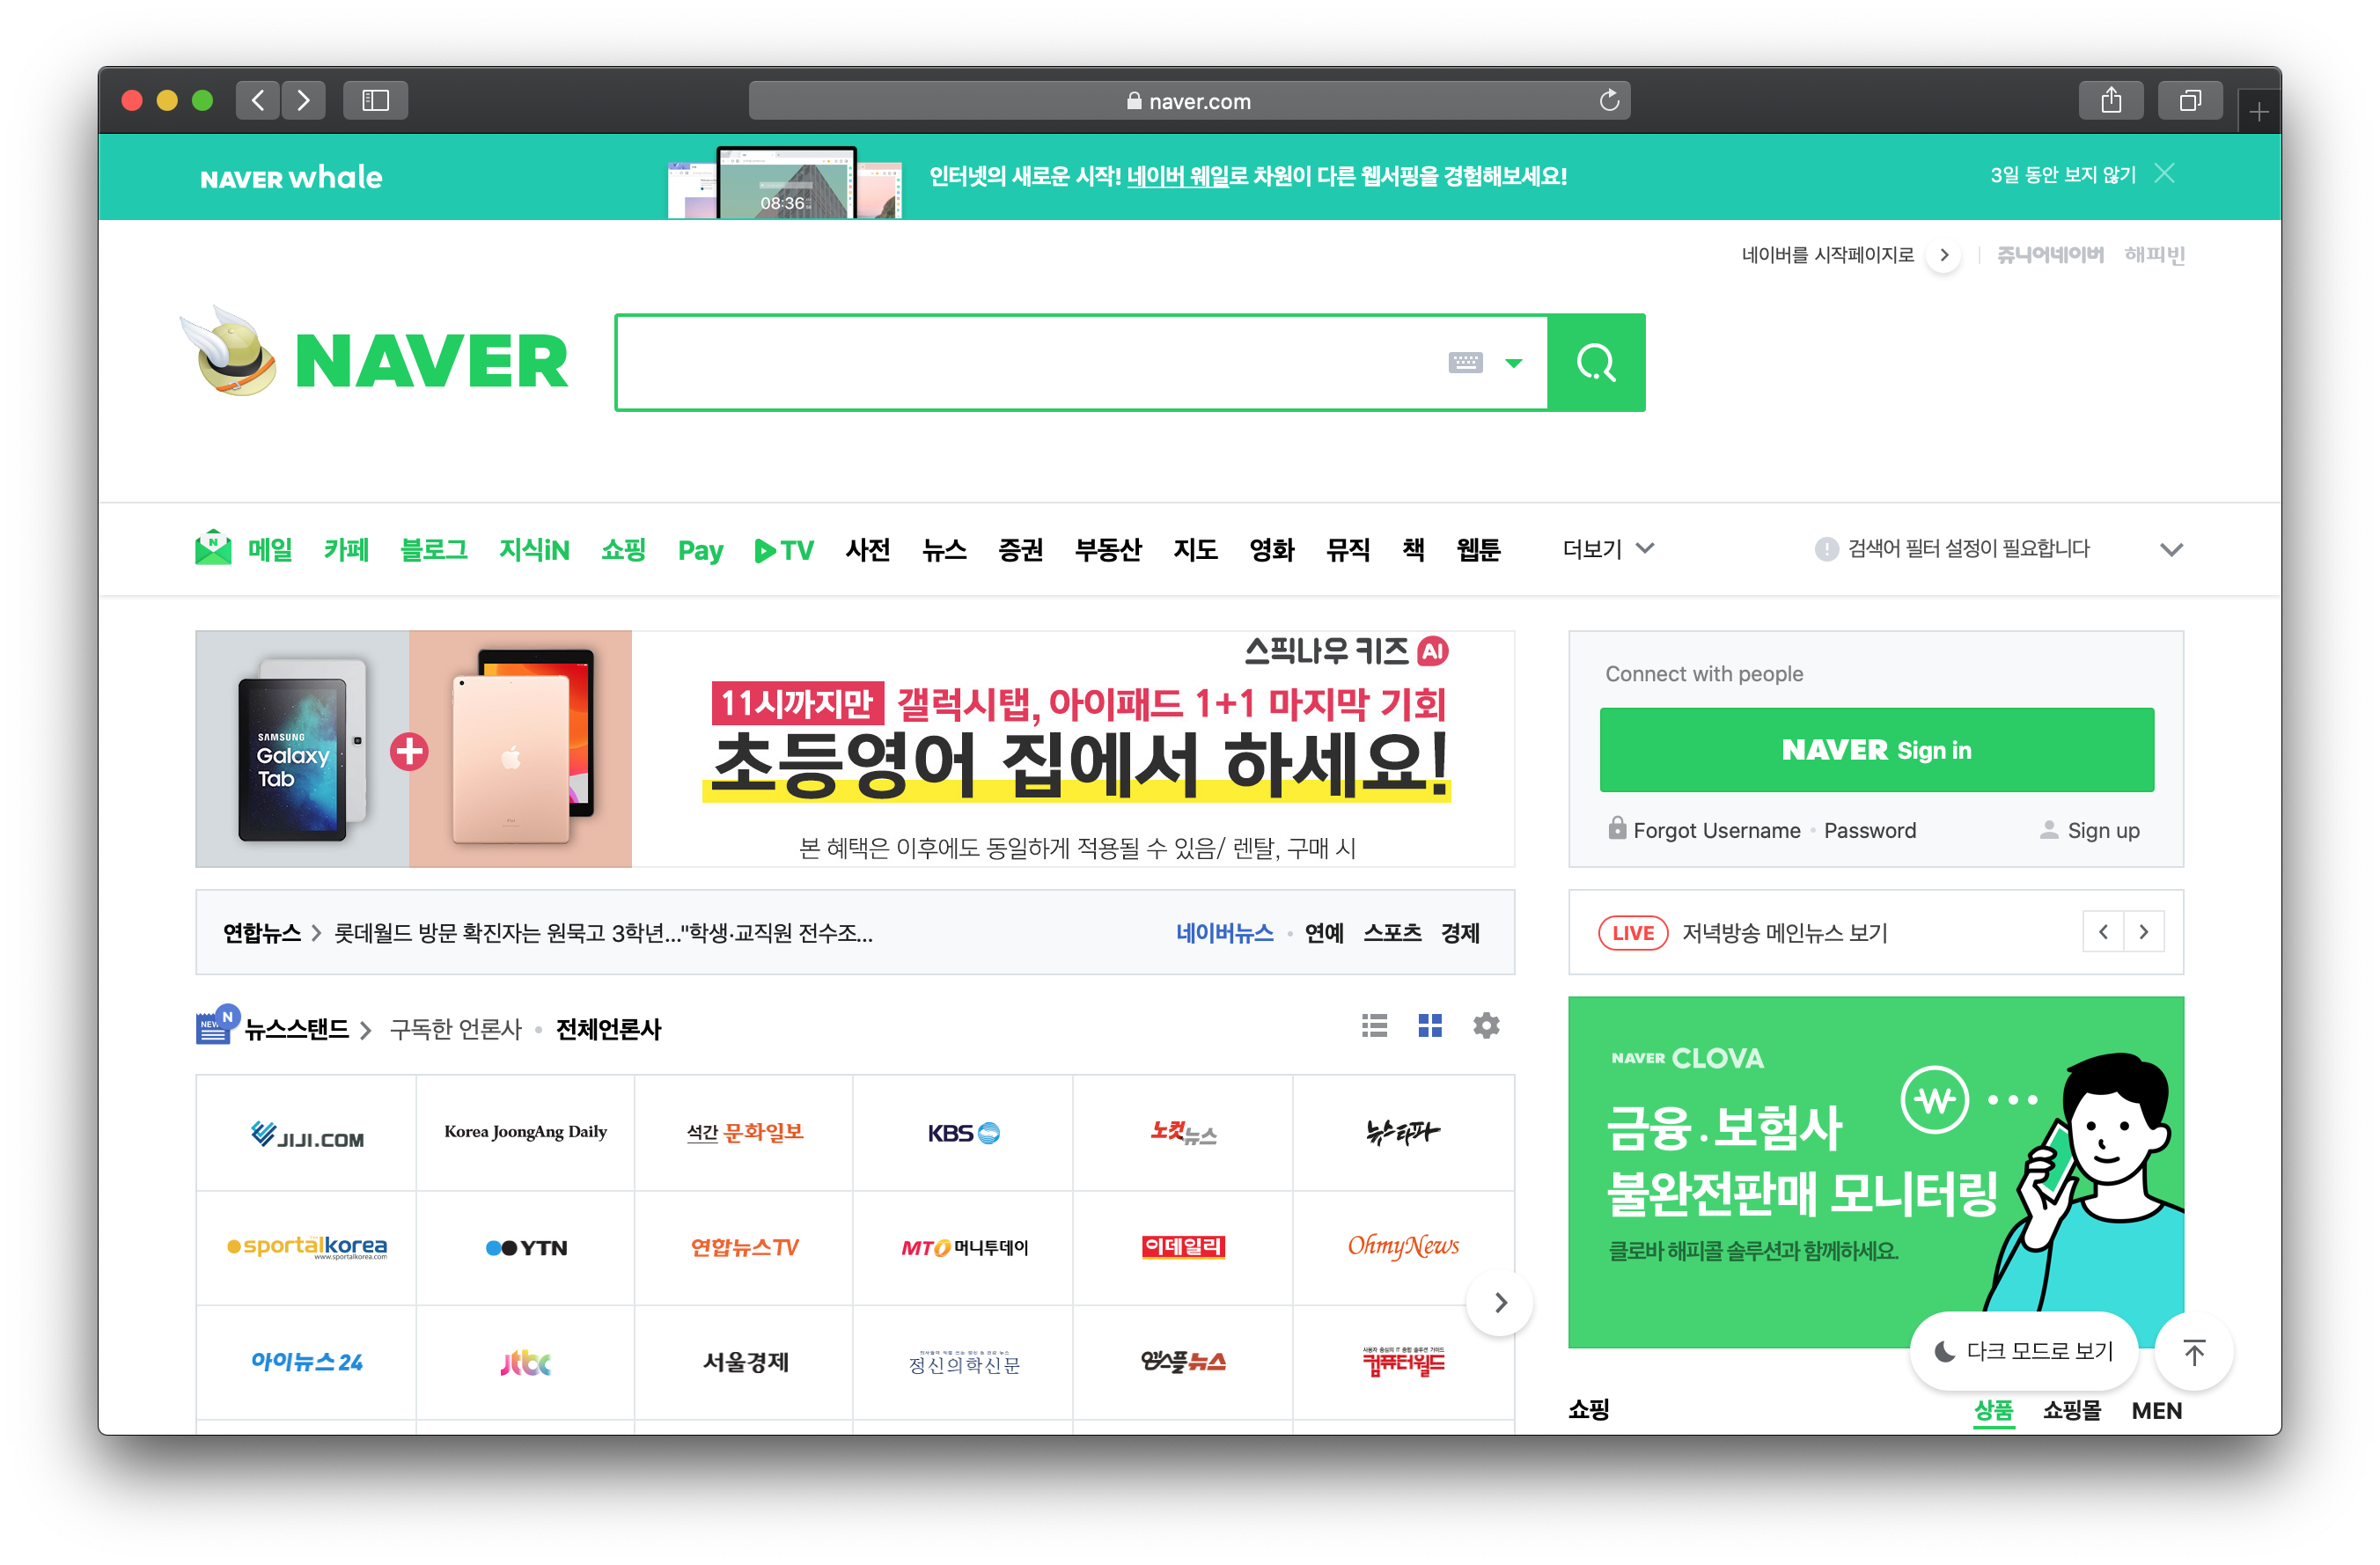 naver.com
NAVER whale
08:36
인터넷의 새로운 시작! 네이버 웨일로 차원이 다른 웹서핑을 경험해보세요!
3일 동안 보지 않기
네이버를 시작페이지로
쥬니어네이버 해피빈
NAVER
N
메일 카페 블로그 지식iN 쇼핑 Pay TV 사전 뉴스 증권 부동산 지도 영화 뮤직 책 웹툰 더보기
검색어 필터 설정이 필요합니다
SAMSUNG
Galaxy
Tab
iPad
스픽나우 키즈 AI
11시까지만 갤럭시탭, 아이패드 1+1 마지막 기회
초등영어 집에서 하세요!
본 혜택은 이후에도 동일하게 적용될 수 있음/ 렌탈, 구매 시
Connect with people
NAVER Sign in
Forgot Username · Password Sign up
연합뉴스 > 롯데월드 방문 확진자는 원묵고 3학년..."학생·교직원 전수조...
네이버뉴스 · 연예 스포츠 경제
LIVE 저녁방송 메인뉴스 보기
NEW N 뉴스스탠드 > 구독한 언론사 · 전체언론사
JIJI.COM Korea JoongAng Daily 석간 문화일보 KBS 노컷뉴스 뉴스타파
sportalkorea YTN 연합뉴스TV MT 머니투데이 이데일리 OhmyNews
www.sportalkorea.com
아이뉴스24 jtbc 서울경제 정신의학신문 앤스플뉴스 컴퓨터월드
NAVER CLOVA
금융·보험사
불완전판매 모니터링
클로바 해피콜 솔루션과 함께하세요.
다크 모드로 보기
쇼핑 상품 쇼핑몰 MEN